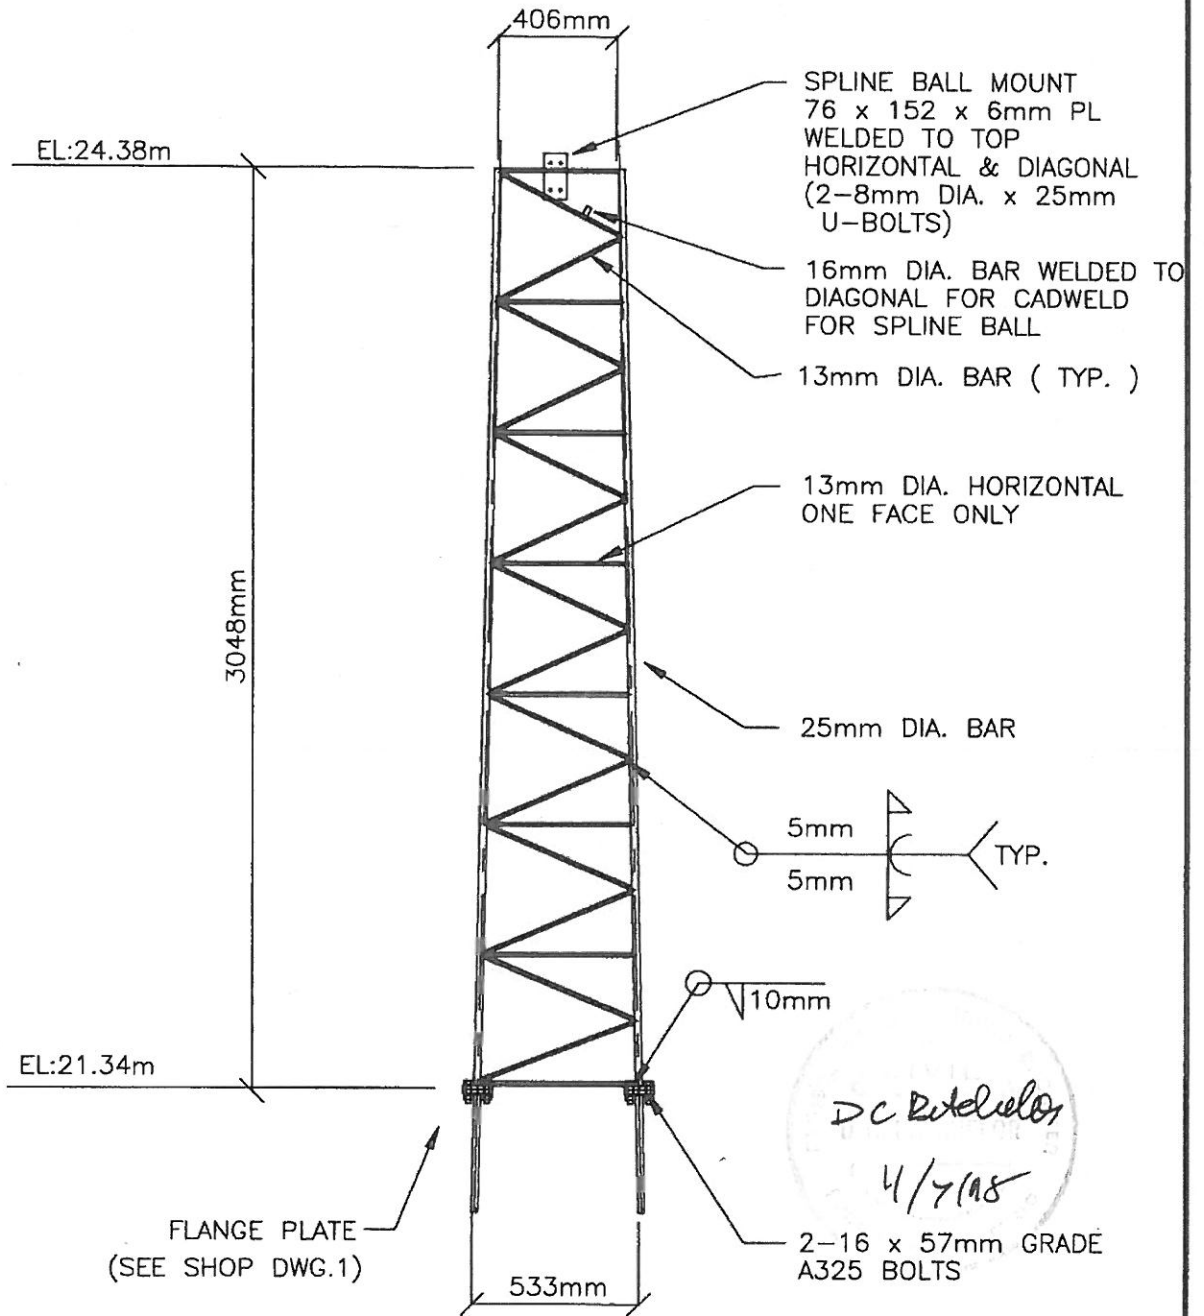 406mm
SPLINE BALL MOUNT
76 x 152 x 6mm PL
WELDED TO TOP
HORIZONTAL & DIAGONAL
(2-8mm DIA. x 25mm
U-BOLTS)
EL:24.38m
16mm DIA. BAR WELDED TO
DIAGONAL FOR CADWELD
FOR SPLINE BALL
13mm DIA. BAR ( TYP. )
13mm DIA. HORIZONTAL
ONE FACE ONLY
3048mm
25mm DIA. BAR
5mm
5mm
TYP.
10mm
EL:21.34m
DC
FLANGE PLATE
(SEE SHOP DWG.1)
2-16 x 57mm GRADE
A325 BOLTS
533mm